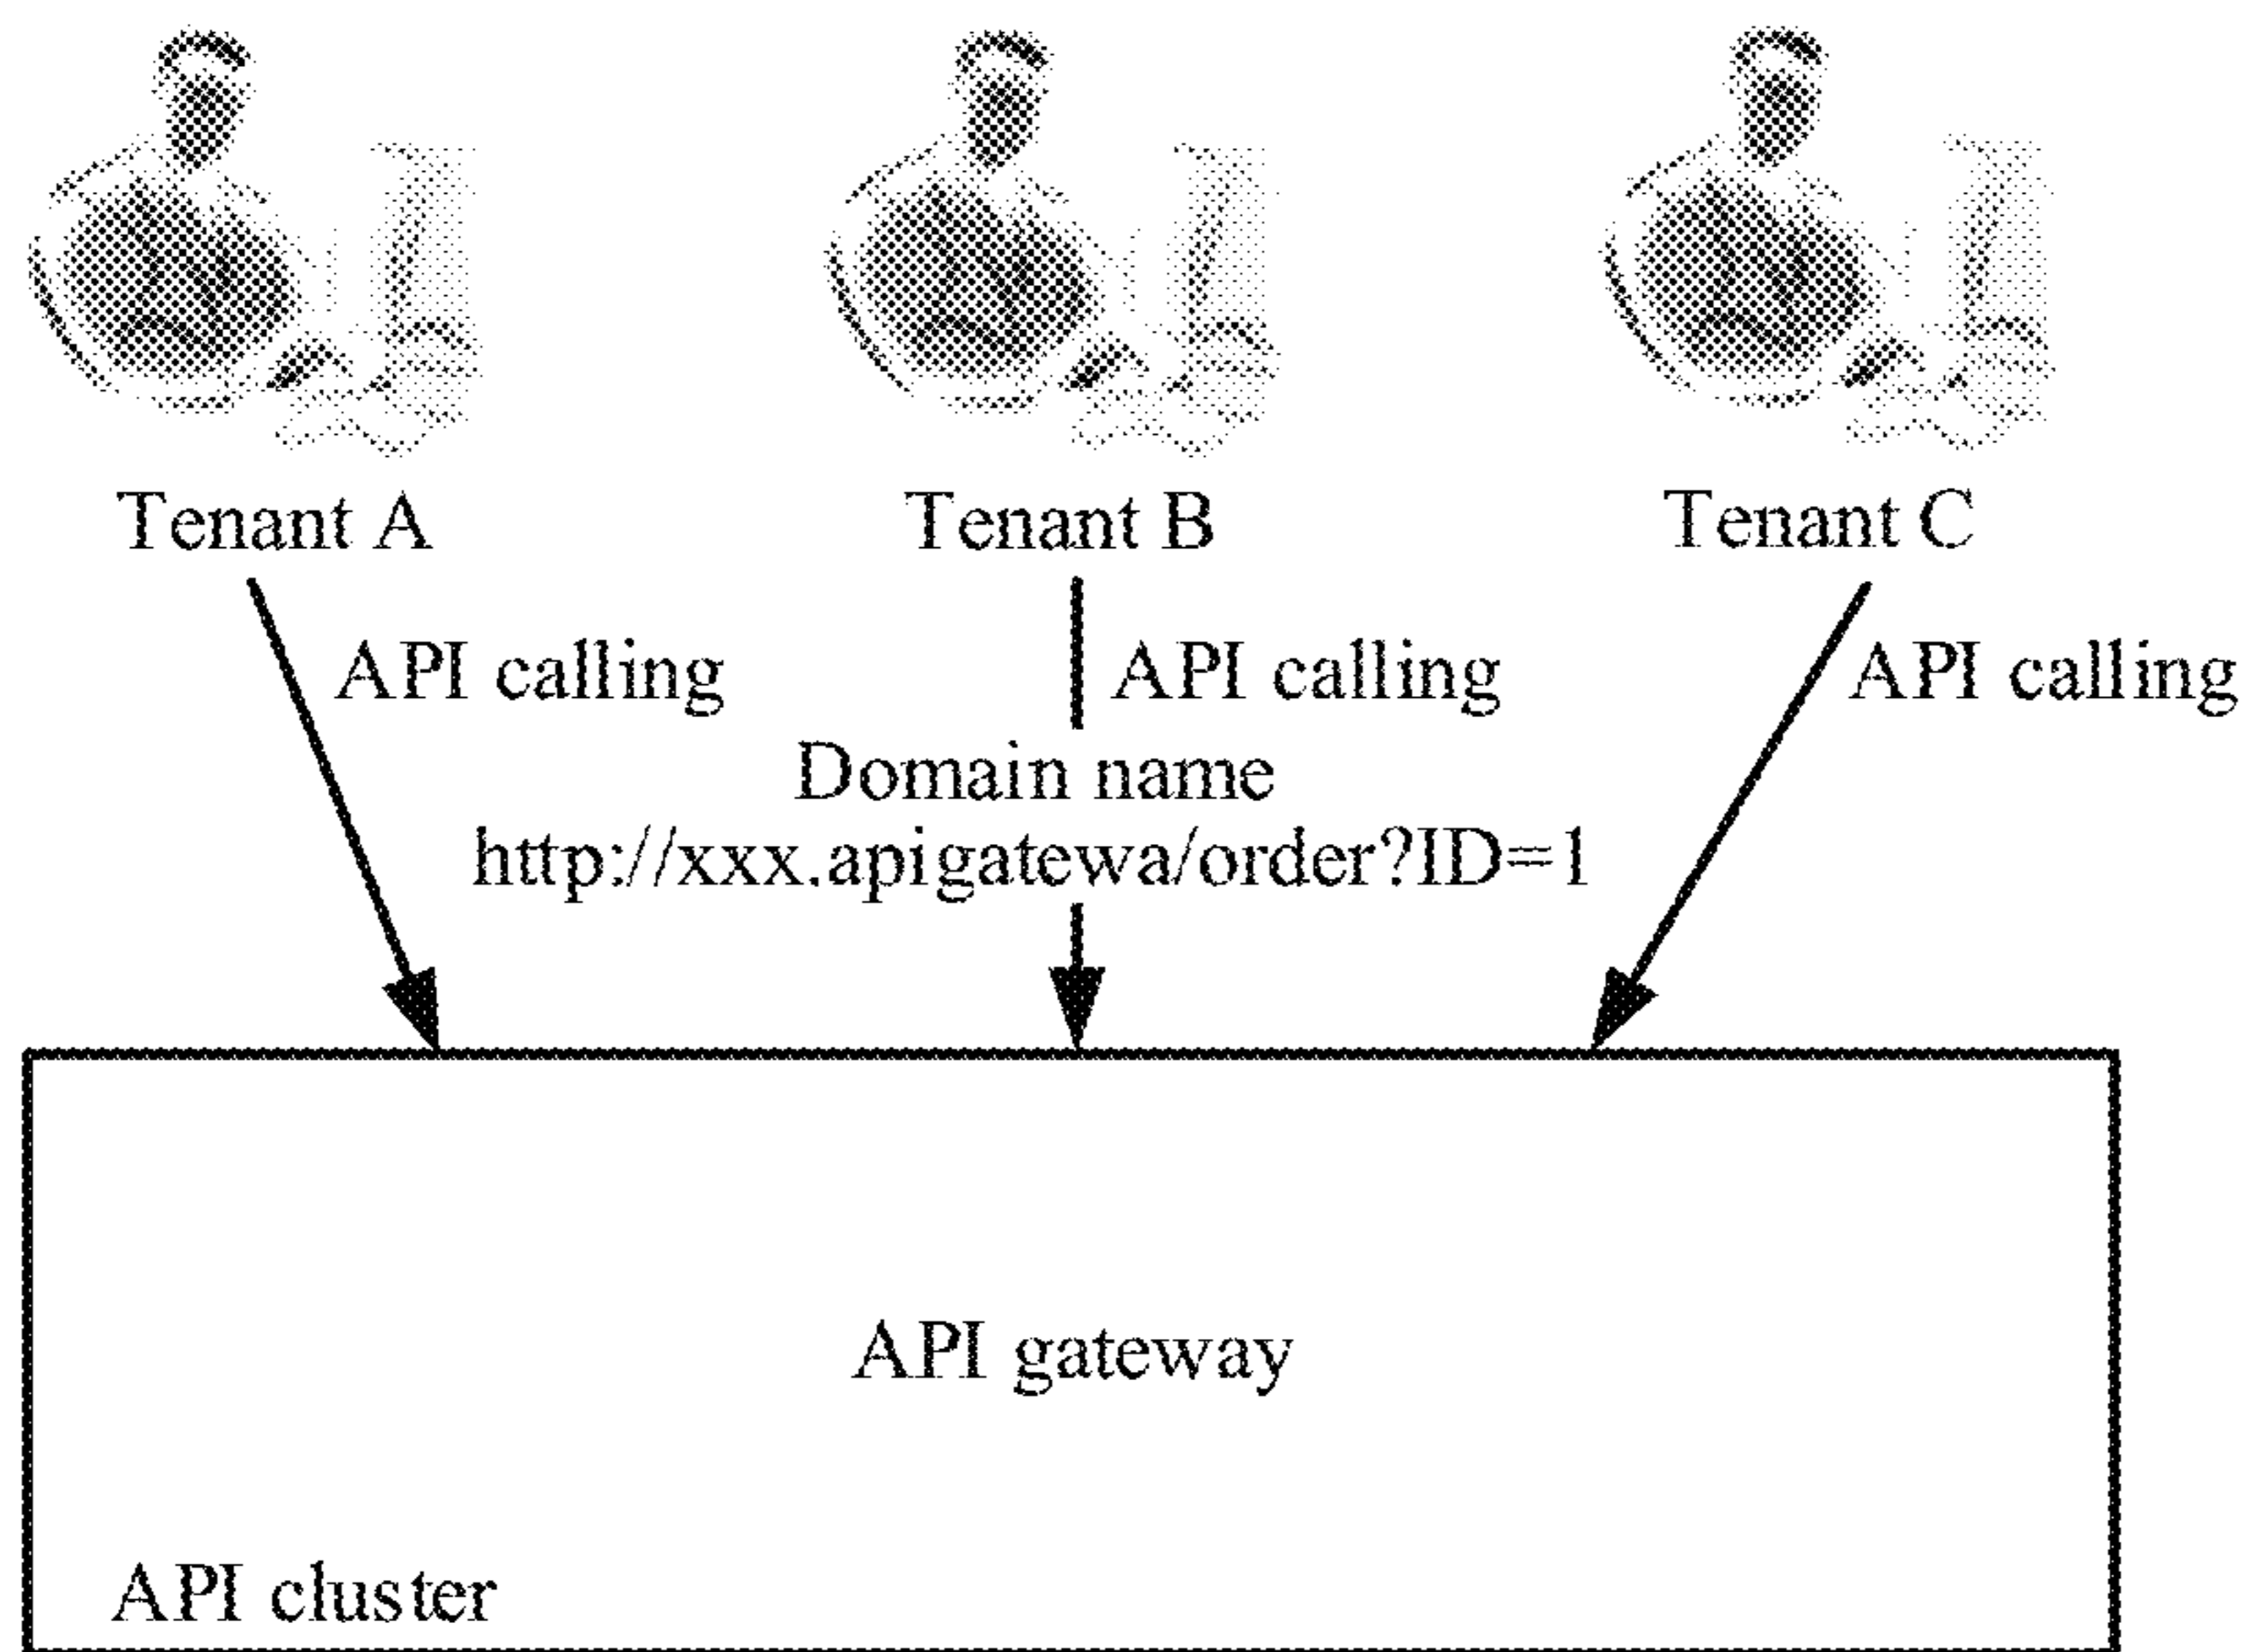 Tenant A
Tenant B
Tenant C
API calling
API calling
API calling
Domain name
http://xxx.apigatewa/order?ID=1
API gateway
API cluster